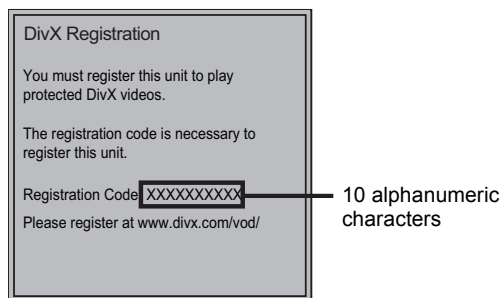 DivX Registration
You must register this unit to play
protected DivX videos.
The registration code is necessary to
register this unit.
Registration Code XXXXXXXXXX
Please register at www.divx.com/vod/
10 alphanumeric
characters